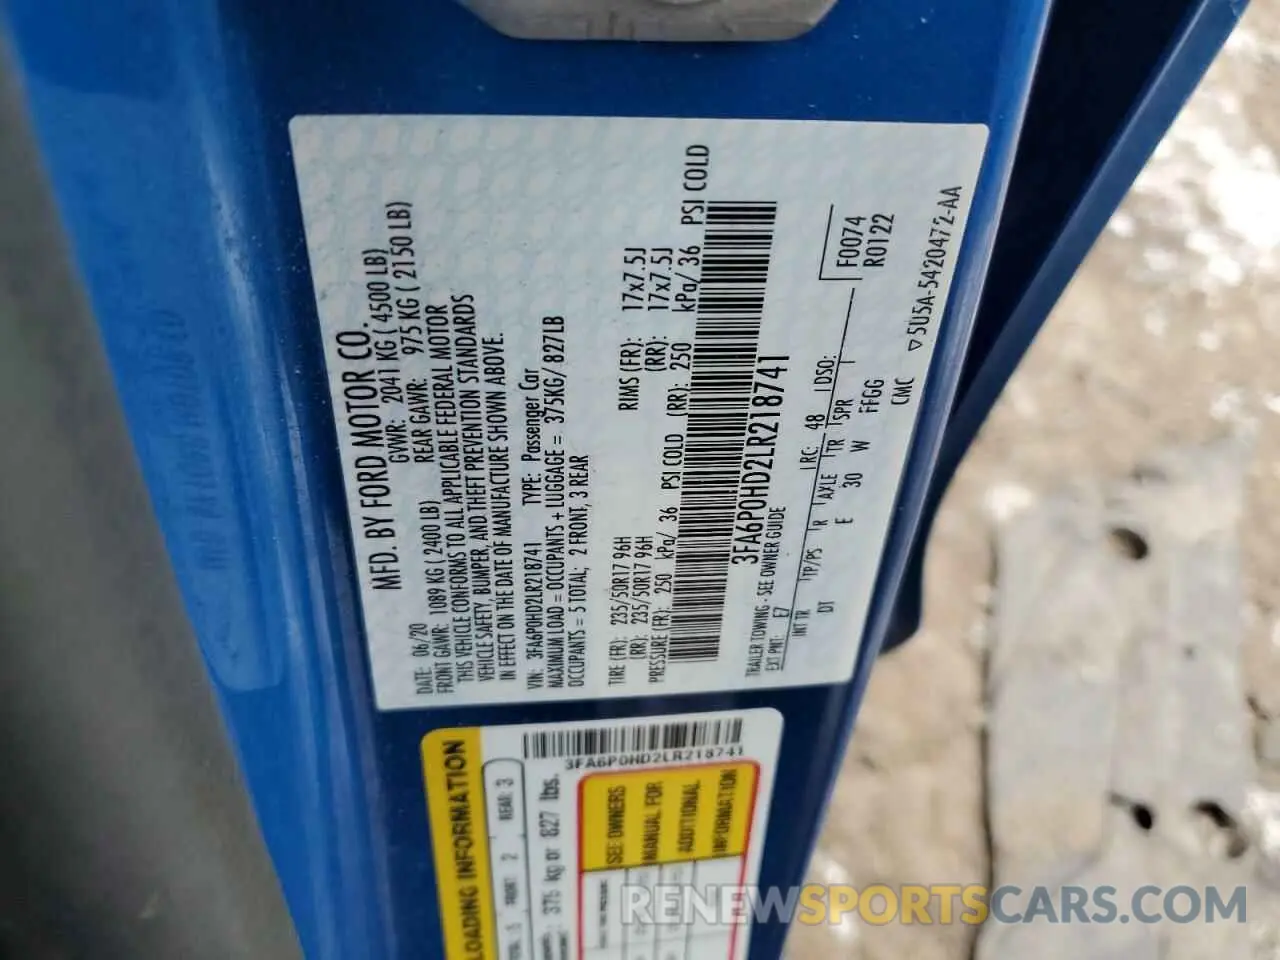 MFD. BY FORD MOTOR CO.
DATE: 06/20 GVWR: 2041 KG ( 4500 LB)
FRONT GAWR: 1089 KG ( 2400 LB) REAR GAWR: 975 KG ( 2150 LB)
THIS VEHICLE CONFORMS TO ALL APPLICABLE FEDERAL MOTOR
VEHICLE SAFETY, BUMPER, AND THEFT PREVENTION STANDARDS
IN EFFECT ON THE DATE OF MANUFACTURE SHOWN ABOVE.
VIN: 3FA6P0HD2LR218741 TYPE: Passenger Car
MAXIMUM LOAD = OCCUPANTS + LUGGAGE = 375KG/ 827LB
OCCUPANTS = 5 TOTAL; 2 FRONT, 3 REAR
TIRE (FR): 235/50R17 96H RIMS (FR): 17x7.5J
(RR): 235/50R17 96H (RR): 17x7.5J
PRESSURE (FR): 250 kPa/ 36 PSI COLD (RR): 250 kPa/ 36 PSI COLD
3FA6P0HD2LR218741
TRAILER TOWING - SEE OWNER GUIDE
EXT PNT: E7 RC: 48 DSO: F0074
R0122
INT TR TP/PS R AXLE TR SPR
DT E 30 W FFGG
CMC
▽5U5A-5420472-AA
3FA6P0HD2LR218741
LOADING INFORMATION
FRONT 2 REAR 3
375 kg or 827 lbs.
SEE OWNERS
MANUAL FOR
ADDITIONAL
INFORMATION
RENEWSPORTSCARS.COM